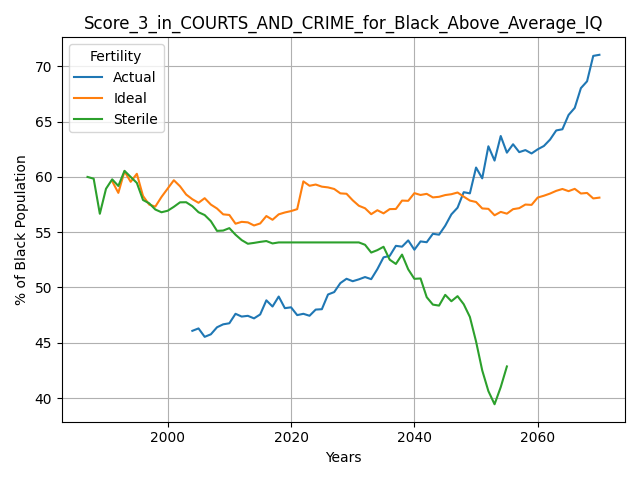 Score_3_in_COURTS_AND_CRIME_for_Black_Above_Average_IQ
Fertility
Actual
Ideal
Sterile
% of Black Population
70
65
60
55
50
45
40
2000
2020
2040
2060
Years